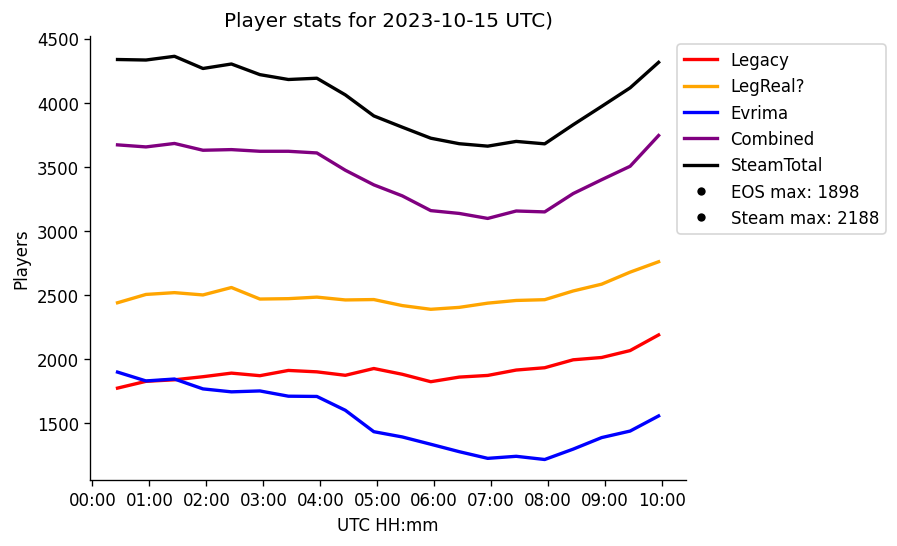 Player stats for 2023-10-15 UTC)
4500
4000
3500
3000
2500
2000
1500
Players
00:00 01:00 02:00 03:00 04:00 05:00 06:00 07:00 08:00 09:00 10:00
UTC HH:mm
Legacy
LegReal?
Evrima
Combined
SteamTotal
EOS max: 1898
Steam max: 2188